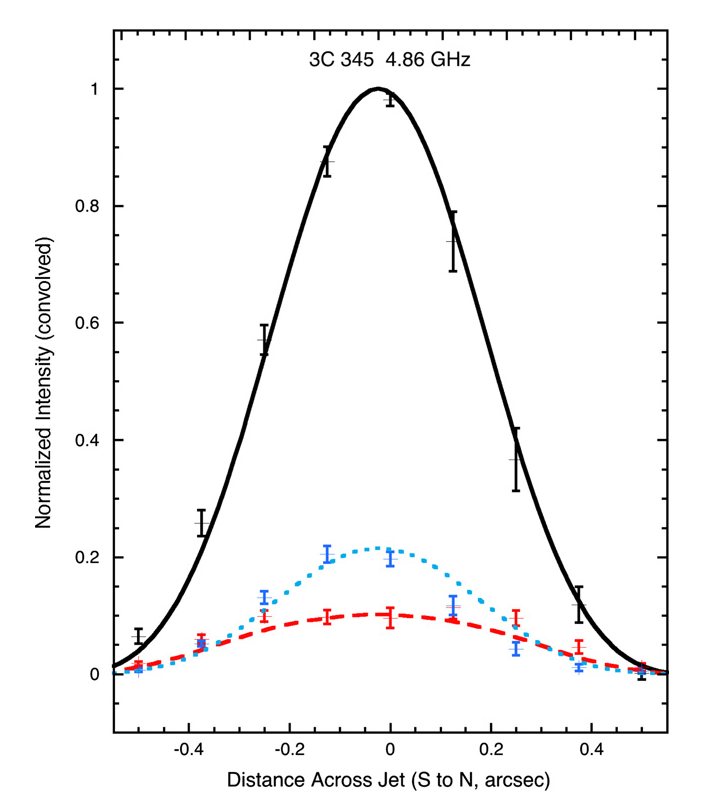 3C 345 4.86 GHz
1
0.8
0.6
0.4
0.2
0
Normalized Intensity (convolved)
-0.4 -0.2 0 0.2 0.4
Distance Across Jet (S to N, arcsec)